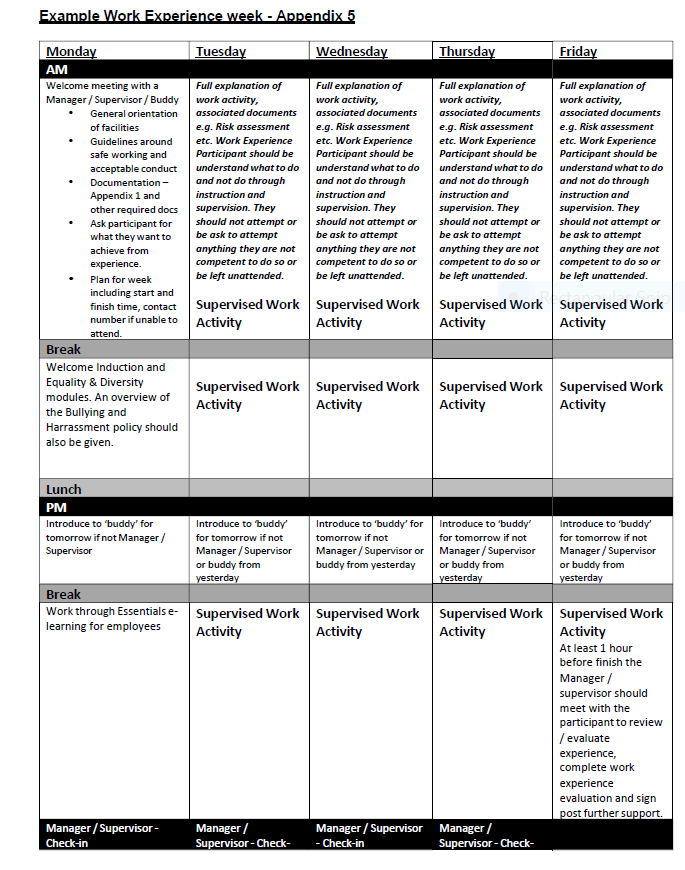 Example Work Experience week - Appendix 5
Monday Tuesday Wednesday Thursday Friday
AM
Welcome meeting with a
Manager / Supervisor / Buddy
• General orientation
of facilities
• Guidelines around
safe working and
acceptable conduct
• Documentation –
Appendix 1 and
other required docs
• Ask participant for
what they want to
achieve from
experience.
• Plan for week
including start and
finish time, contact
number if unable to
attend.
Full explanation of
work activity,
associated documents
e.g. Risk assessment
etc. Work Experience
Participant should be
understand what to do
and not do through
instruction and
supervision. They
should not attempt or
be ask to attempt
anything they are not
competent to do so or
be left unattended.
Supervised Work
Activity
Full explanation of
work activity,
associated documents
e.g. Risk assessment
etc. Work Experience
Participant should be
understand what to do
and not do through
instruction and
supervision. They
should not attempt or
be ask to attempt
anything they are not
competent to do so or
be left unattended.
Supervised Work
Activity
Full explanation of
work activity,
associated documents
e.g. Risk assessment
etc. Work Experience
Participant should be
understand what to do
and not do through
instruction and
supervision. They
should not attempt or
be ask to attempt
anything they are not
competent to do so or
be left unattended.
Supervised Work
Activity
Full explanation of
work activity,
associated documents
e.g. Risk assessment
etc. Work Experience
Participant should be
understand what to do
and not do through
instruction and
supervision. They
should not attempt or
be ask to attempt
anything they are not
competent to do so or
be left unattended.
Supervised Work
Activity
Break
Welcome Induction and
Equality & Diversity
modules. An overview of
the Bullying and
Harrassment policy should
also be given.
Supervised Work
Activity
Supervised Work
Activity
Supervised Work
Activity
Supervised Work
Activity
Lunch
PM
Introduce to ‘buddy’ for
tomorrow if not Manager /
Supervisor
Introduce to ‘buddy’
for tomorrow if not
Manager / Supervisor
or buddy from
yesterday
Introduce to ‘buddy’ for
tomorrow if not
Manager / Supervisor or
buddy from yesterday
Introduce to ‘buddy’
for tomorrow if not
Manager / Supervisor
or buddy from
yesterday
Introduce to ‘buddy’
for tomorrow if not
Manager / Supervisor
or buddy from
yesterday
Break
Work through Essentials e-
learning for employees
Supervised Work
Activity
Supervised Work
Activity
Supervised Work
Activity
Supervised Work
Activity
At least 1 hour
before finish the
Manager /
supervisor should
meet with the
participant to review
/ evaluate
experience,
complete work
experience
evaluation and sign
post further support.
Manager / Supervisor -
Check-in
Manager /
Supervisor - Check-
Manager / Supervisor
- Check-in
Manager /
Supervisor - Check-